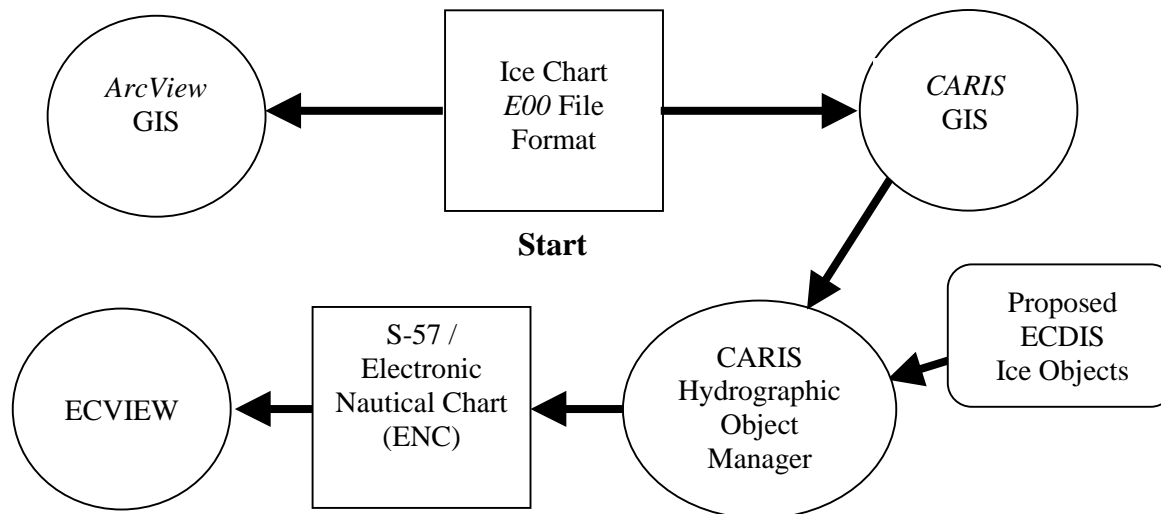 ArcView
GIS
Ice Chart
E00 File
Format
CARIS
GIS
Start
Proposed
ECDIS
Ice Objects
CARIS
Hydrographic
Object
Manager
S-57 /
Electronic
Nautical Chart
(ENC)
ECVIEW